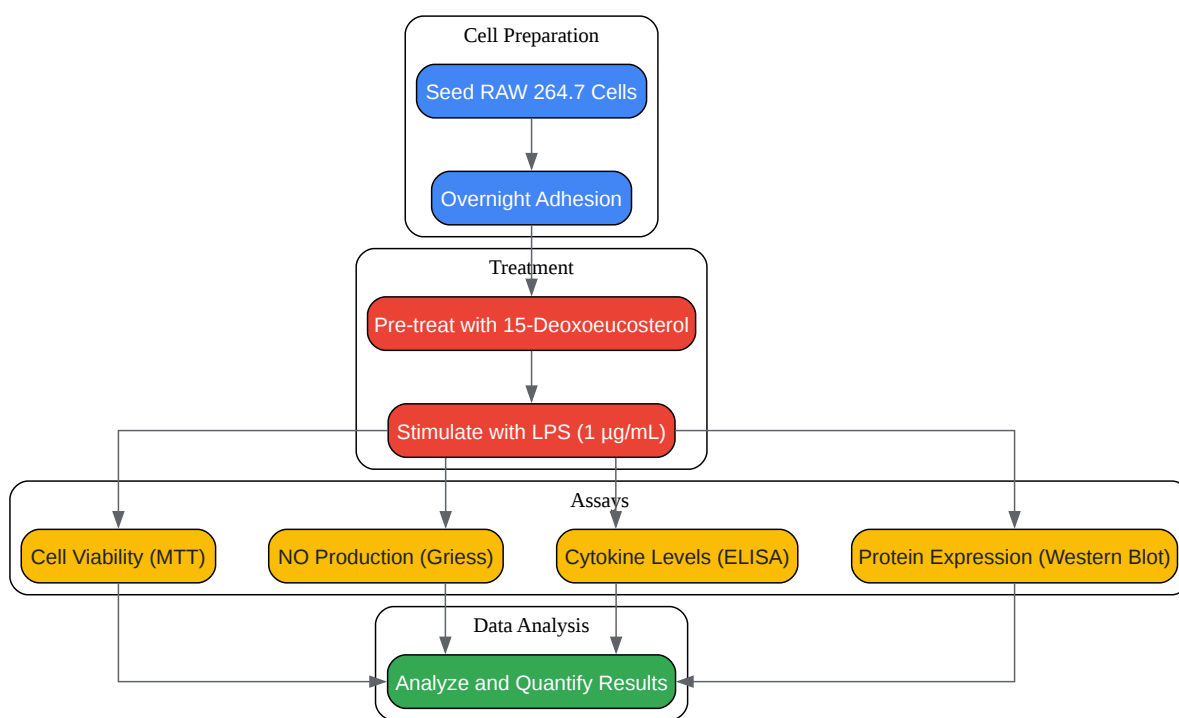 Cell Preparation
Seed RAW 264.7 Cells
Overnight Adhesion
Treatment
Pre-treat with 15-Deoxoeucosterol
Stimulate with LPS (1 µg/mL)
Assays
Cell Viability (MTT)
NO Production (Griess)
Cytokine Levels (ELISA)
Protein Expression (Western Blot)
Data Analysis
Analyze and Quantify Results